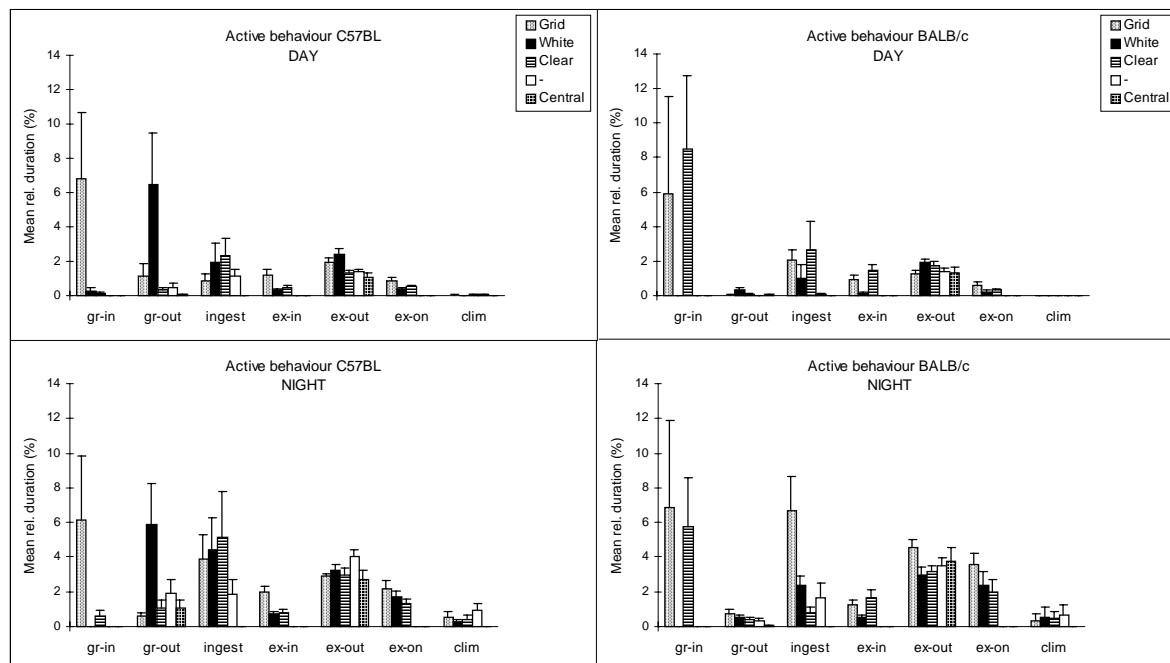 Active behaviour C57BL
DAY
Grid
White
Clear
-
Central
Mean rel. duration (%)
14
12
10
8
6
4
2
0
gr-in gr-out ingest ex-in ex-out ex-on clim
Active behaviour BALB/c
DAY
Grid
White
Clear
-
Central
Mean rel. duration (%)
14
12
10
8
6
4
2
0
gr-in gr-out ingest ex-in ex-out ex-on clim
Active behaviour C57BL
NIGHT
Mean rel. duration (%)
14
12
10
8
6
4
2
0
gr-in gr-out ingest ex-in ex-out ex-on clim
Active behaviour BALB/c
NIGHT
Mean rel. duration (%)
14
12
10
8
6
4
2
0
gr-in gr-out ingest ex-in ex-out ex-on clim